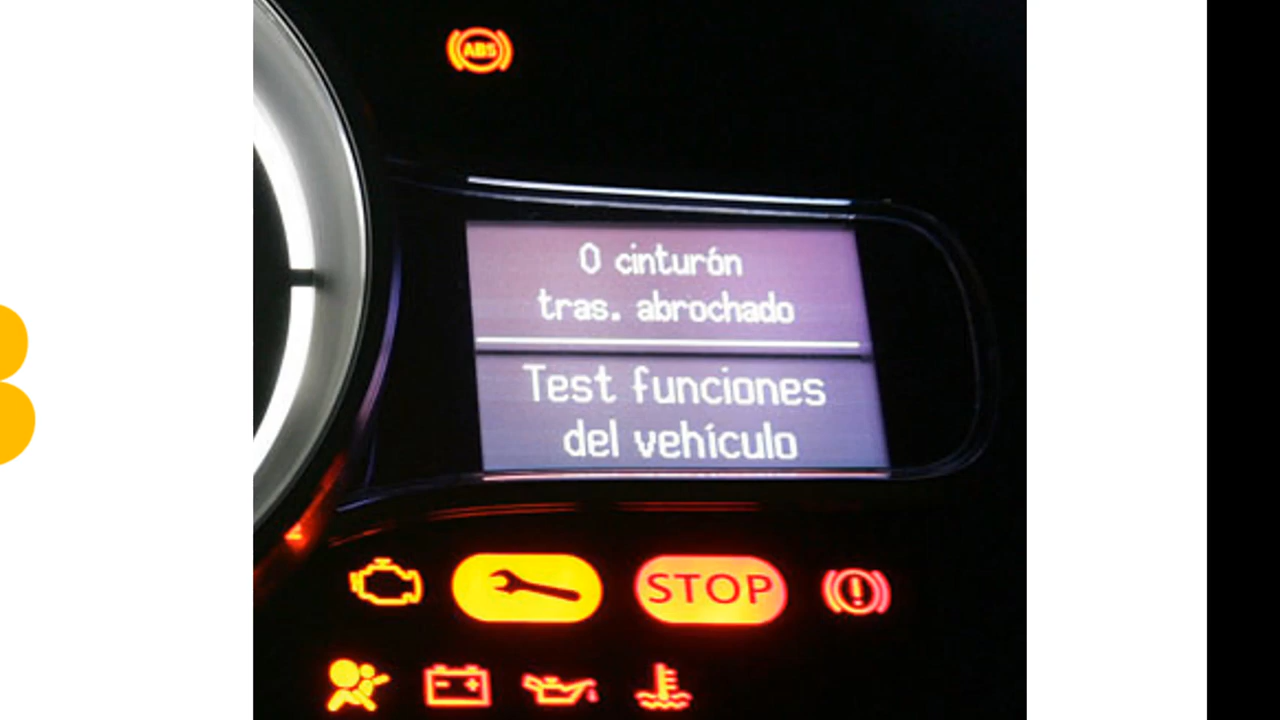 ABS
0 cinturón
tras. abrochado
Test funciones
del vehículo
STOP